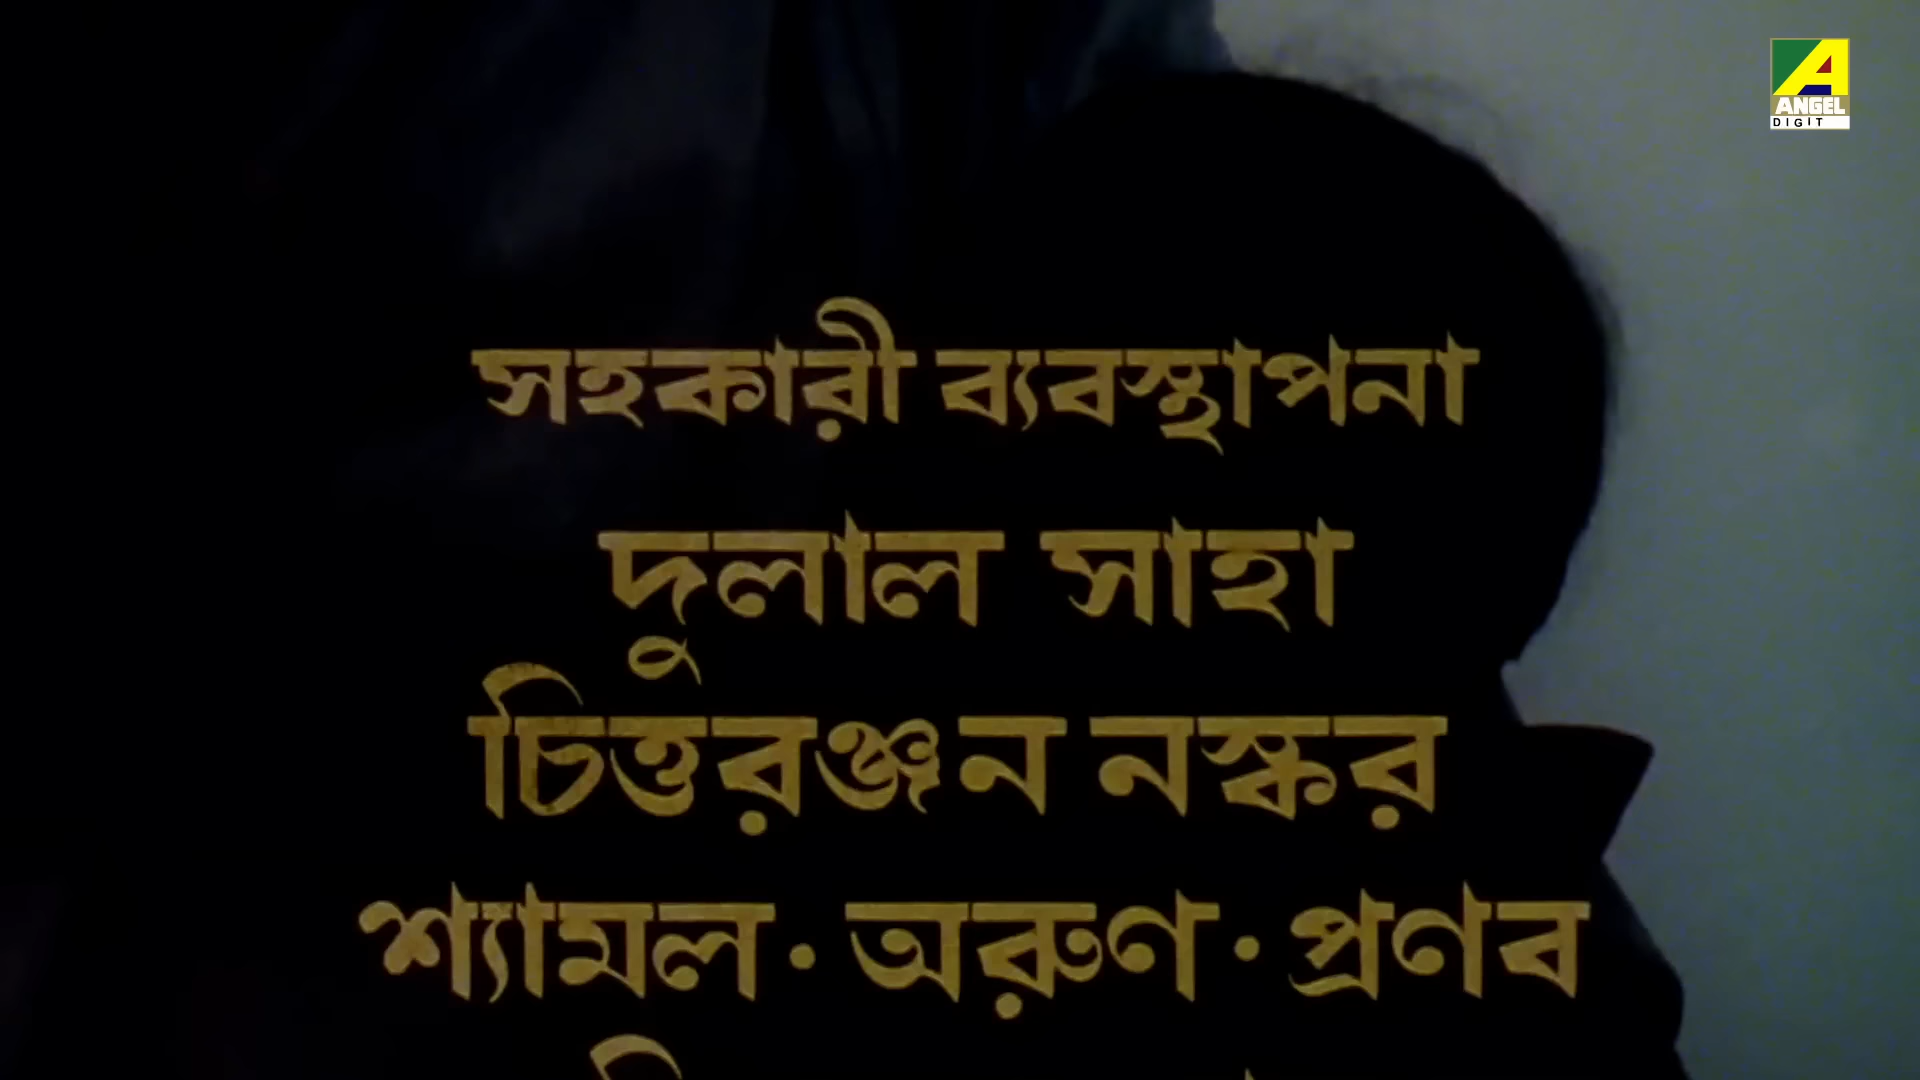 ANGEL
DIGIT
সহকারী ব্যবস্থাপনা
দুলাল সাহা
চিত্তরঞ্জন নস্কর
শ্যামল · অরুণ · প্রণব